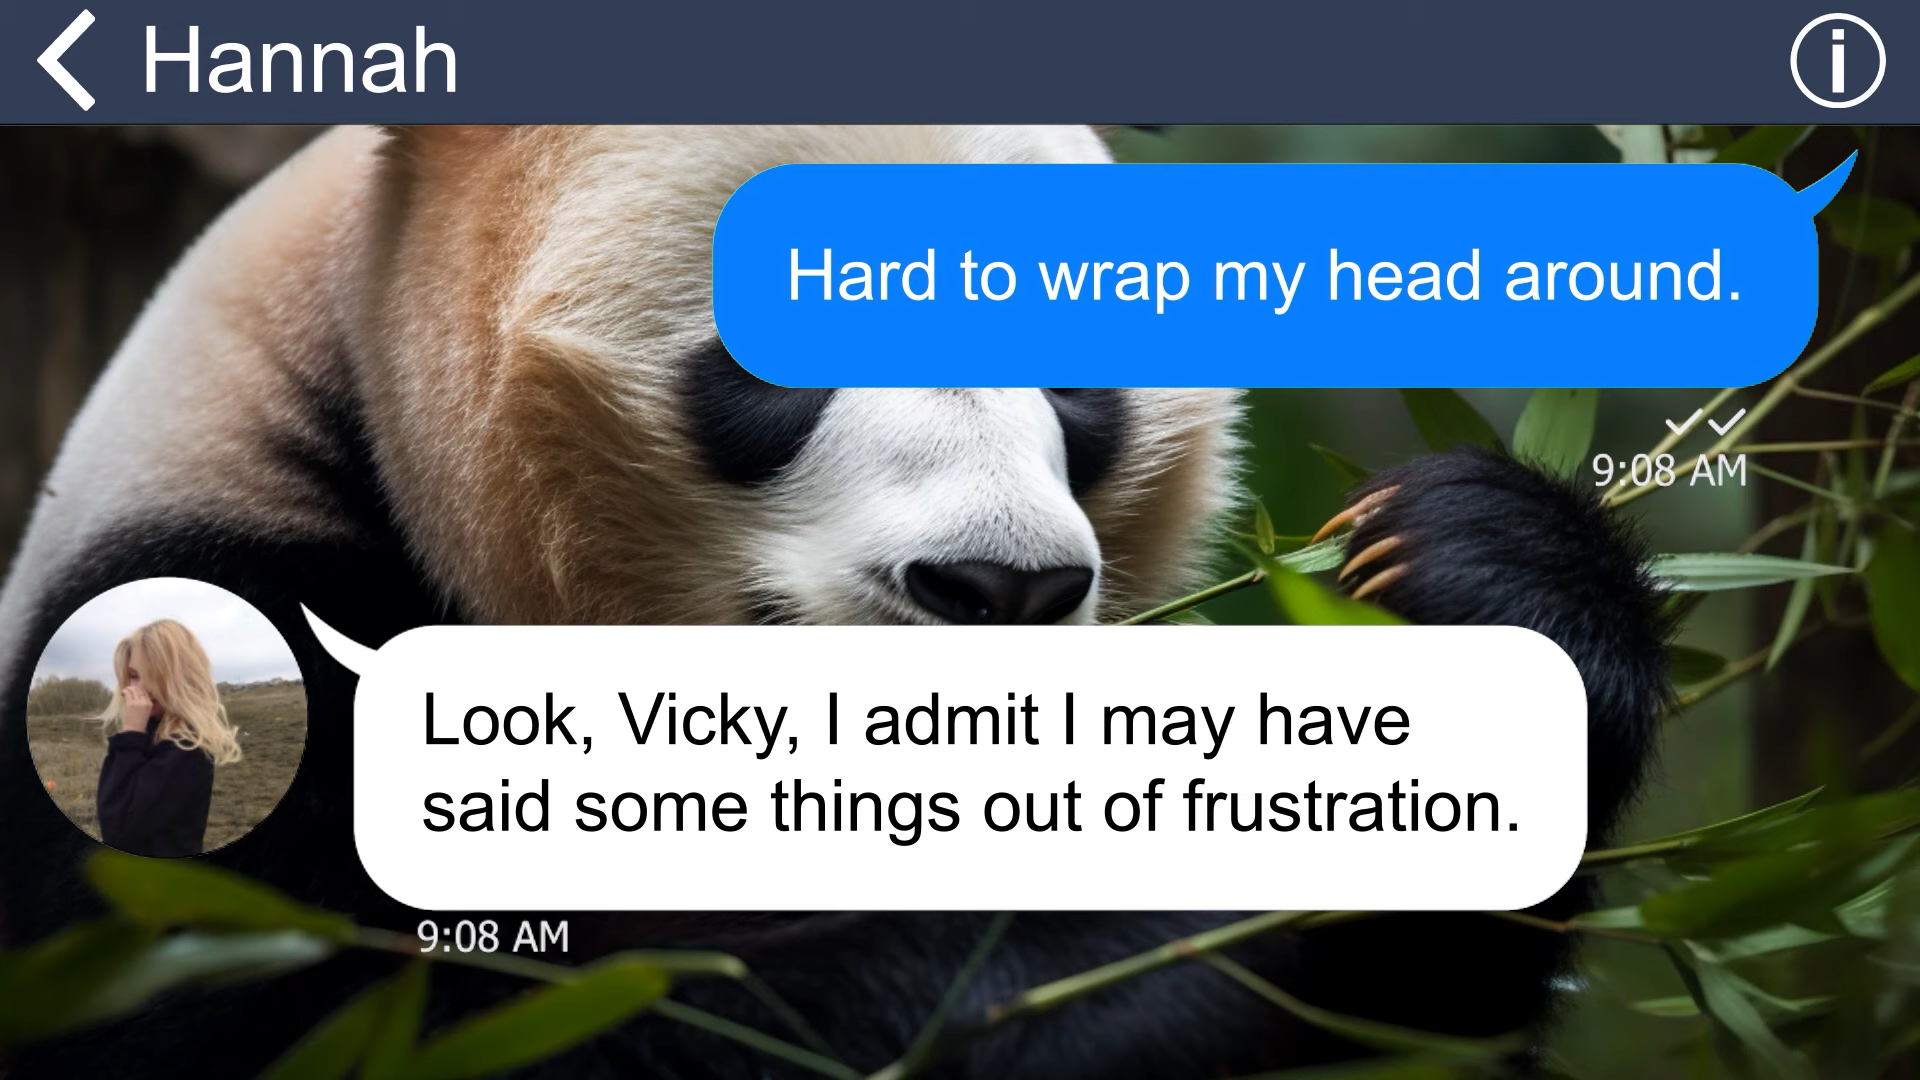 Hannah
Hard to wrap my head around.
9:08 AM
Look, Vicky, I admit I may have
said some things out of frustration.
9:08 AM